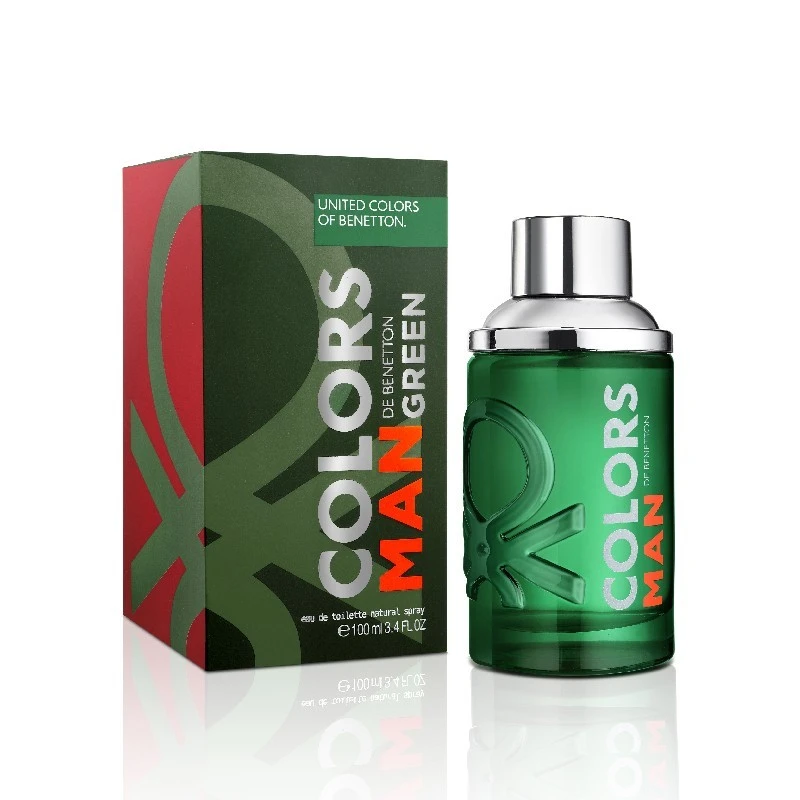 UNITED COLORS
OF BENETTON.
COLORS
DE BENETTON
MAN GREEN
eau de toilette natural spray
℮100 ml 3.4 FL OZ
COLORS
DE BENETTON
MAN